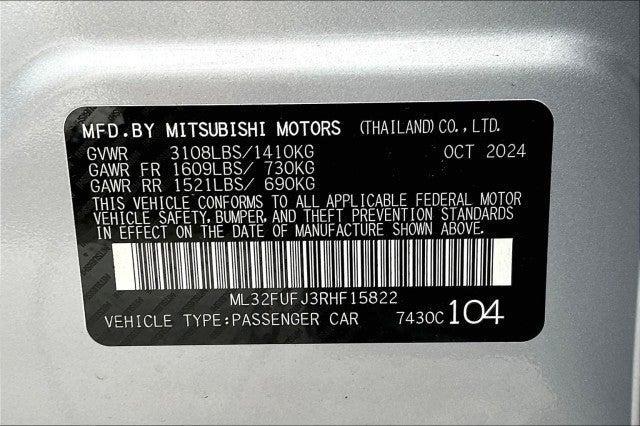 MFD.BY MITSUBISHI MOTORS (THAILAND) CO.,LTD.
GVWR 3108LBS/1410KG OCT 2024
GAWR FR 1609LBS/ 730KG
GAWR RR 1521LBS/ 690KG
THIS VEHICLE CONFORMS TO ALL APPLICABLE FEDERAL MOTOR
VEHICLE SAFETY, BUMPER, AND THEFT PREVENTION STANDARDS
IN EFFECT ON THE DATE OF MANUFACTURE SHOWN ABOVE.
ML32FUFJ3RHF15822
VEHICLE TYPE:PASSENGER CAR 7430C 104